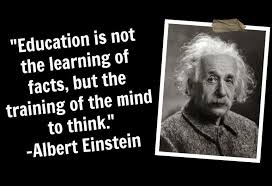 "Education is not
the learning of
facts, but the
training of the mind
to think."
-Albert Einstein